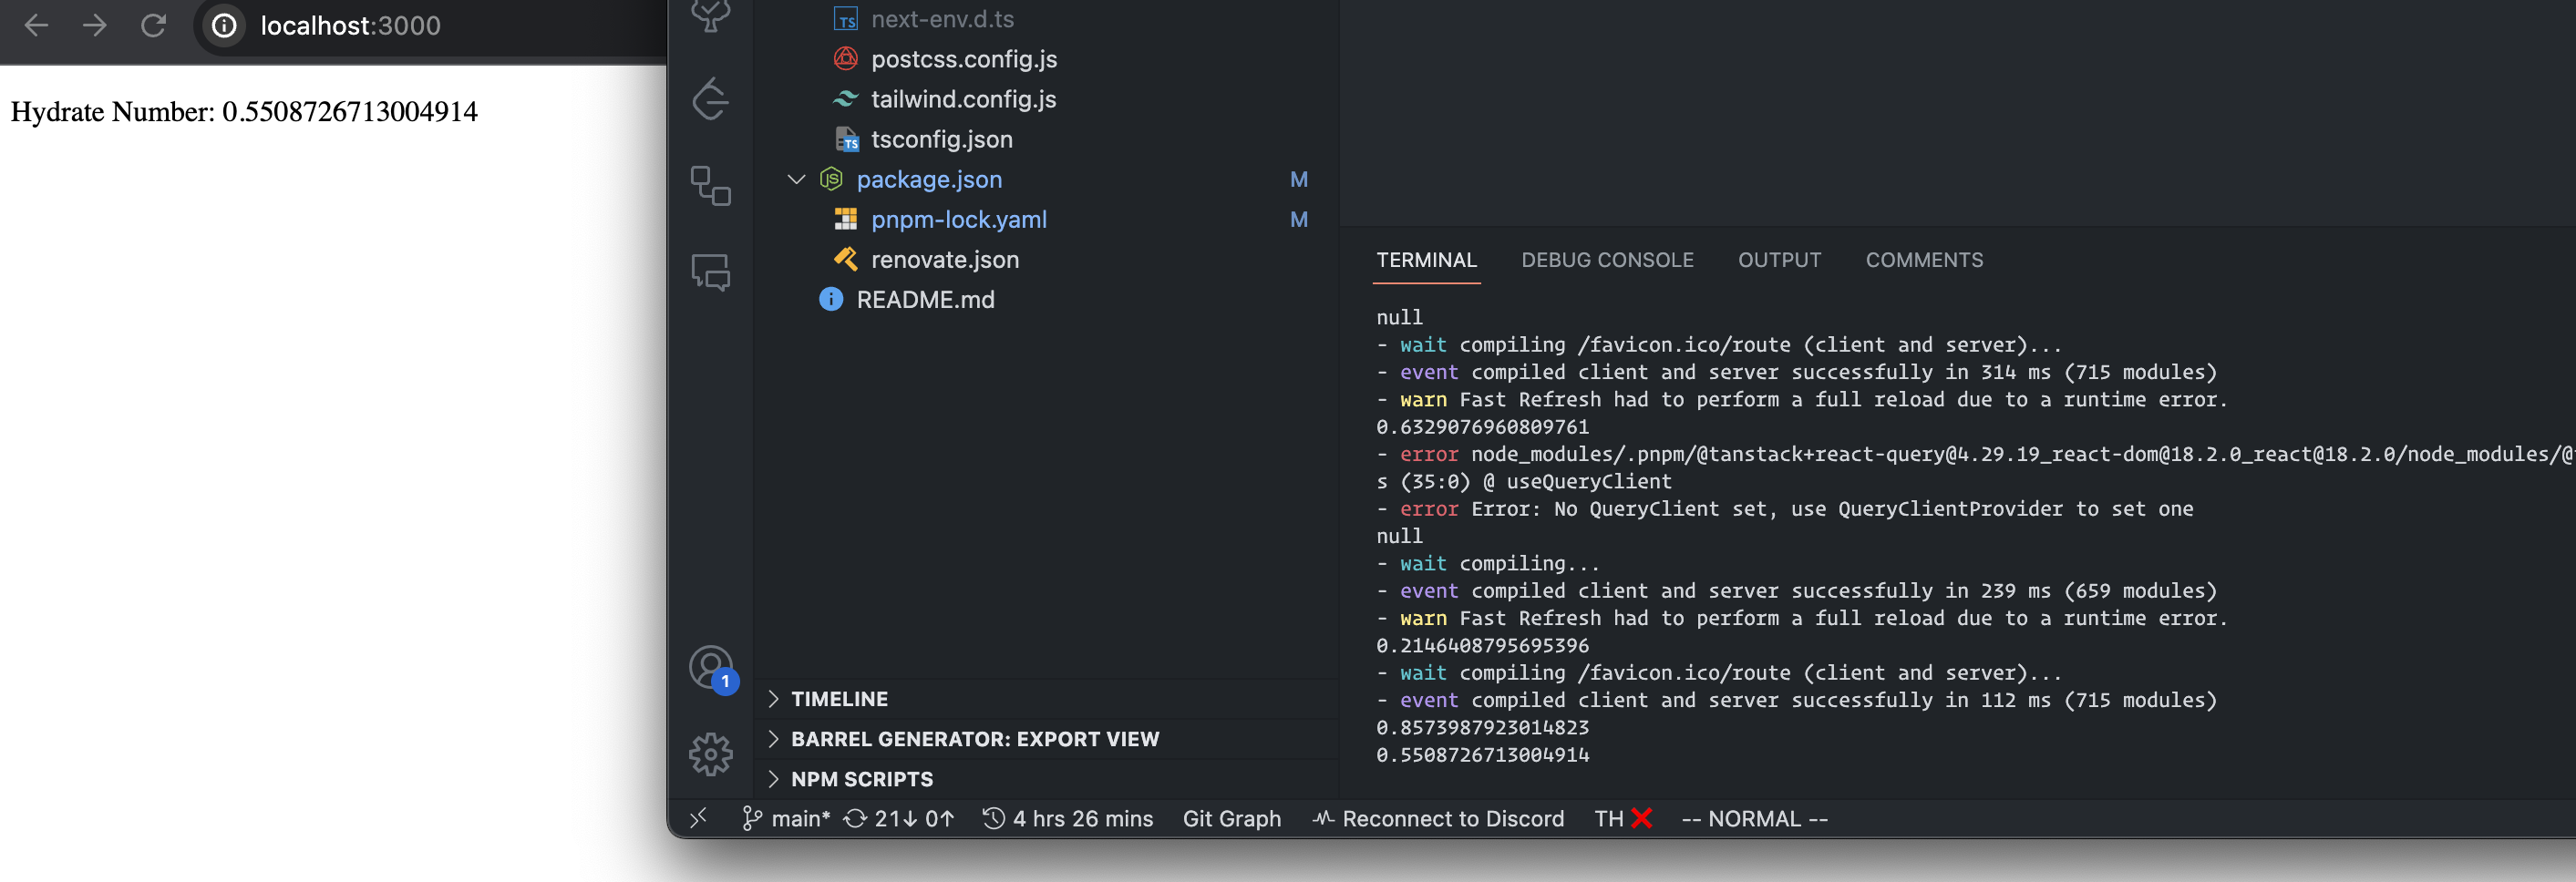 localhost:3000
Hydrate Number: 0.5508726713004914
next-env.d.ts
postcss.config.js
tailwind.config.js
tsconfig.json
package.json M
pnpm-lock.yaml M
renovate.json
README.md
TIMELINE
BARREL GENERATOR: EXPORT VIEW
NPM SCRIPTS
1
TERMINAL DEBUG CONSOLE OUTPUT COMMENTS
null
- wait compiling /favicon.ico/route (client and server)...
- event compiled client and server successfully in 314 ms (715 modules)
- warn Fast Refresh had to perform a full reload due to a runtime error.
0.6329076960809761
- error node_modules/.pnpm/@tanstack+react-query@4.29.19_react-dom@18.2.0_react@18.2.0/node_modules/@
s (35:0) @ useQueryClient
- error Error: No QueryClient set, use QueryClientProvider to set one
null
- wait compiling...
- event compiled client and server successfully in 239 ms (659 modules)
- warn Fast Refresh had to perform a full reload due to a runtime error.
0.2146408795695396
- wait compiling /favicon.ico/route (client and server)...
- event compiled client and server successfully in 112 ms (715 modules)
0.8573987923014823
0.5508726713004914
main* 21↓ 0↑ 4 hrs 26 mins Git Graph Reconnect to Discord TH ❌ -- NORMAL --